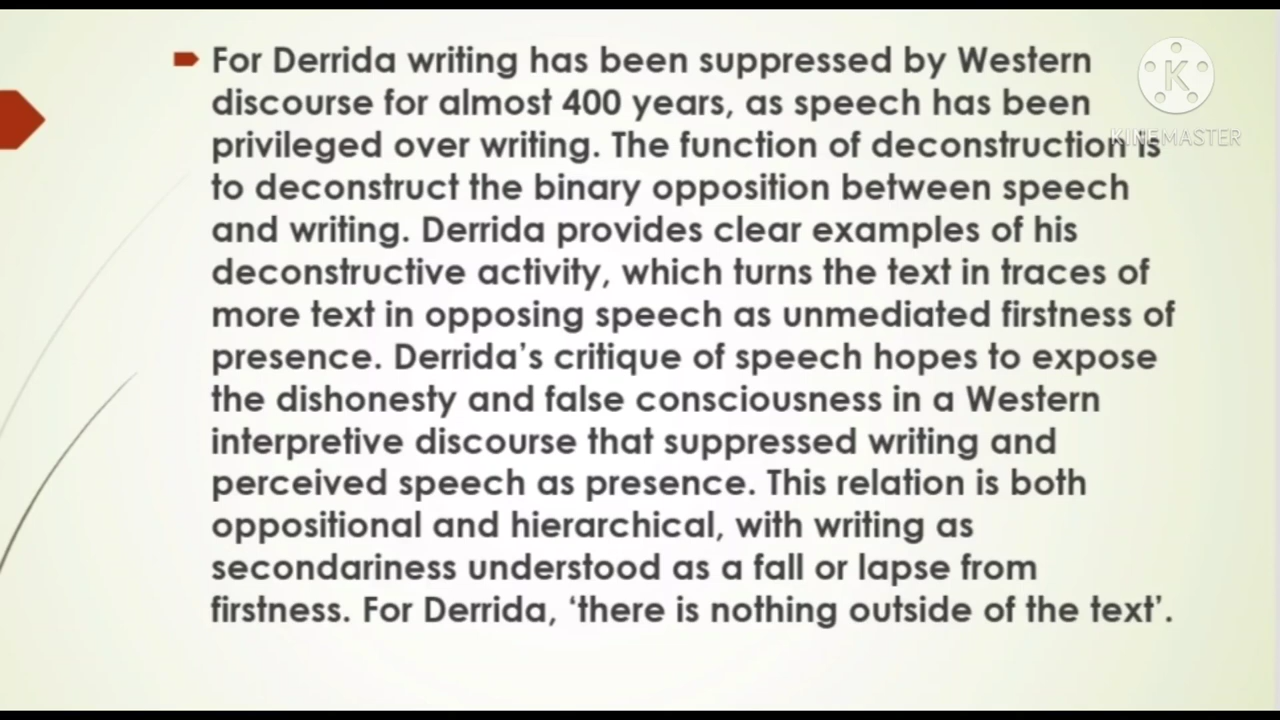 For Derrida writing has been suppressed by Western
discourse for almost 400 years, as speech has been
privileged over writing. The function of deconstruction is
to deconstruct the binary opposition between speech
and writing. Derrida provides clear examples of his
deconstructive activity, which turns the text in traces of
more text in opposing speech as unmediated firstness of
presence. Derrida's critique of speech hopes to expose
the dishonesty and false consciousness in a Western
interpretive discourse that suppressed writing and
perceived speech as presence. This relation is both
oppositional and hierarchical, with writing as
secondariness understood as a fall or lapse from
firstness. For Derrida, ‘there is nothing outside of the text’.
K
KINEMASTER